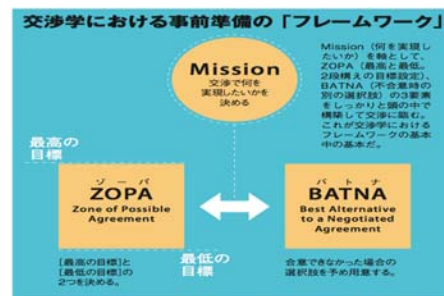 交渉学における事前準備の「フレームワーク」
Mission
交渉で何を
実現したいかを
決める
Mission(何を実現し
たいか)を軸として、
ZOPA(最高と最低。
2段構えの目標設定)、
BATNA(不合意時の
別の選択肢)の3要素
をしっかりと頭の中で
構築して交渉に臨む。
これが交渉学における
フレームワークの基本
中の基本だ。
最高の
目標
ゾーパ
ZOPA
Zone of Possible
Agreement
バトナ
BATNA
Best Alternative
to a Negotiated
Agreement
最低の
目標
[最高の目標]と
[最低の目標]の
2つを決める。
合意できなかった場合の
選択肢を予め用意する。